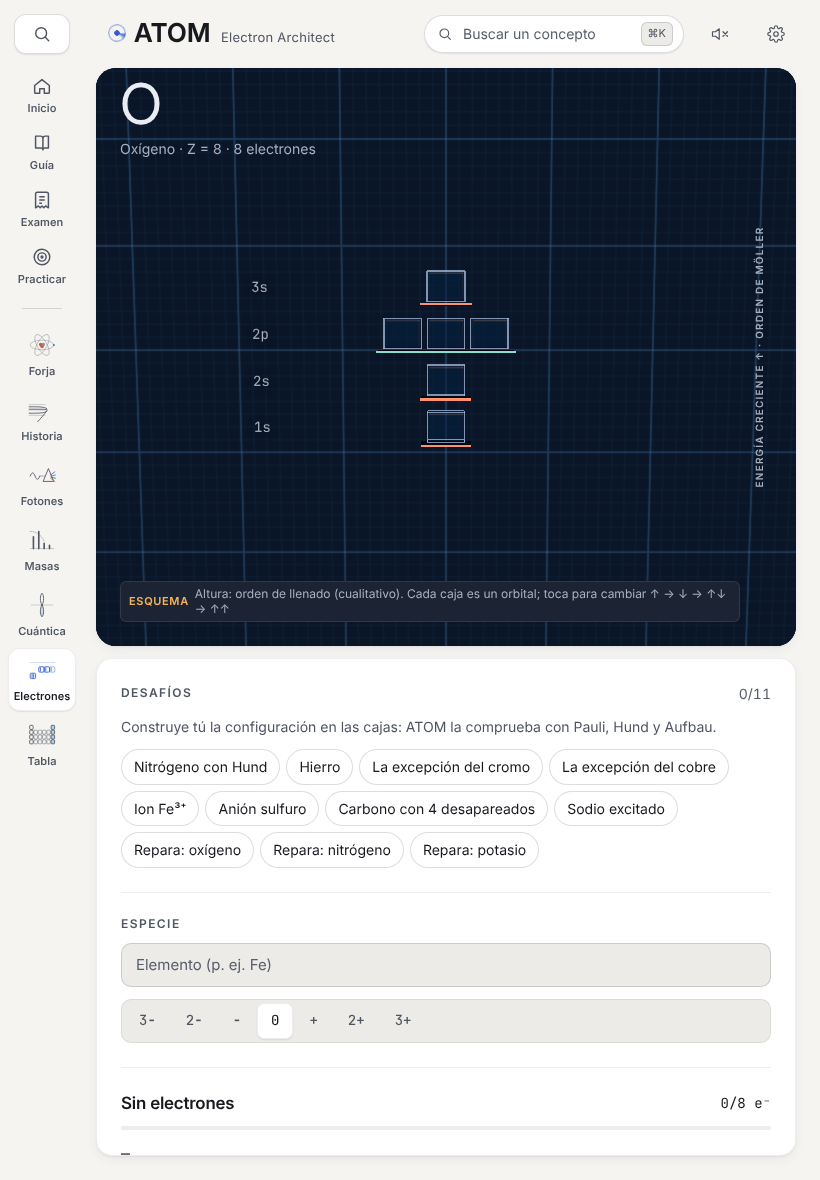 ATOM Electron Architect
Buscar un concepto
⌘K
Inicio
Guía
Examen
Practicar
Forja
Historia
Fotones
Masas
Cuántica
Electrones
Tabla
O
Oxígeno · Z = 8 · 8 electrones
3s
2p
2s
1s
ENERGÍA CRECIENTE ↑ · ORDEN DE MÖLLER
ESQUEMA Altura: orden de llenado (cualitativo). Cada caja es un orbital; toca para cambiar ↑ → ↓ → ↑↓
→ ↑↑
DESAFÍOS 0/11
Construye tú la configuración en las cajas: ATOM la comprueba con Pauli, Hund y Aufbau.
Nitrógeno con Hund Hierro La excepción del cromo La excepción del cobre
Ion Fe³⁺ Anión sulfuro Carbono con 4 desapareados Sodio excitado
Repara: oxígeno Repara: nitrógeno Repara: potasio
ESPECIE
Elemento (p. ej. Fe)
3- 2- - 0 + 2+ 3+
Sin electrones 0/8 e⁻